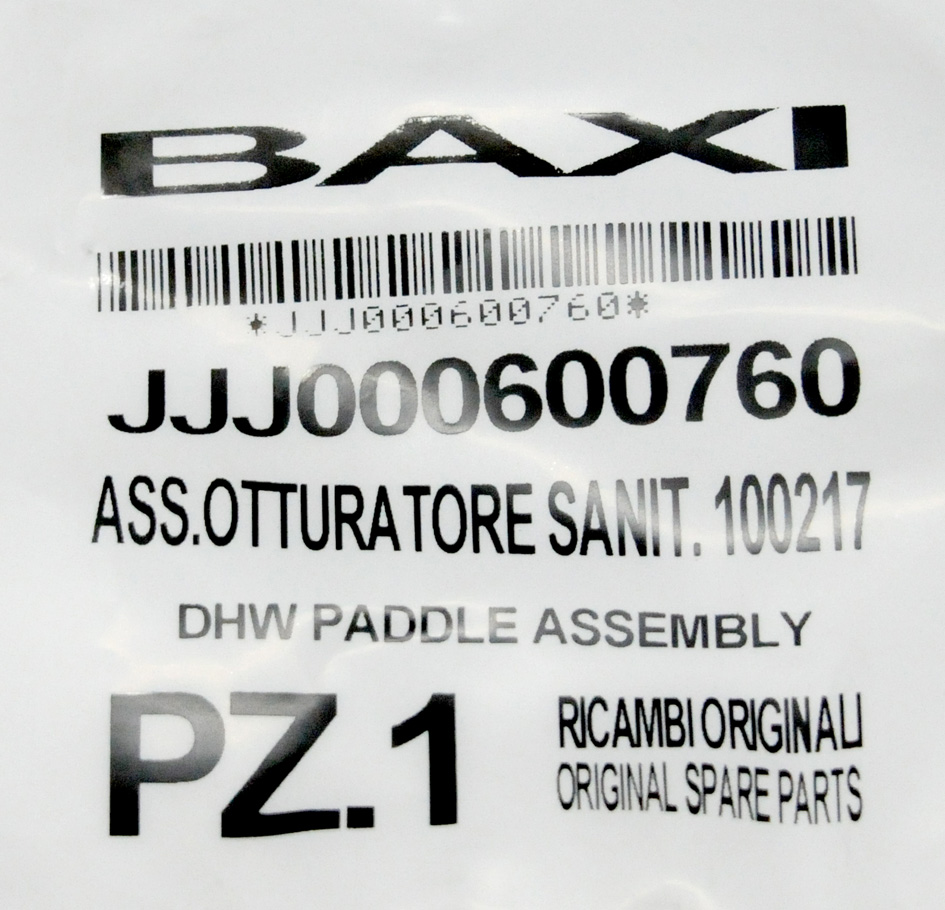 BAXI
*JJJ000600760*
JJJ000600760
ASS.OTTURATORE SANIT. 100217
DHW PADDLE ASSEMBLY
PZ.1
RICAMBI ORIGINALI
ORIGINAL SPARE PARTS